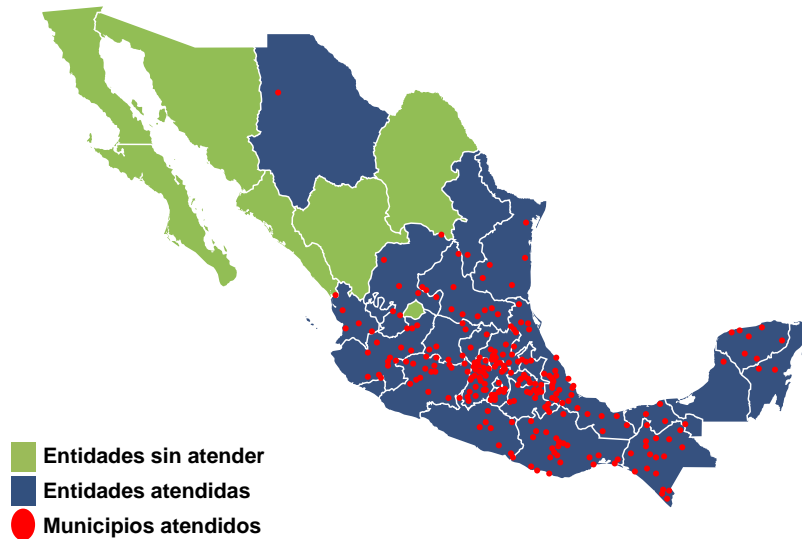 Entidades sin atender
Entidades atendidas
Municipios atendidos